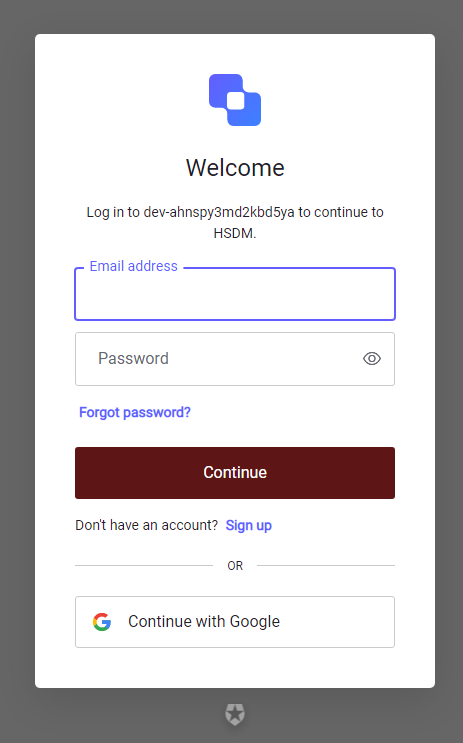 Welcome
Log in to dev-ahnspy3md2kbd5ya to continue to
HSDM.
Email address
Password
Forgot password?
Continue
Don't have an account? Sign up
OR
Continue with Google